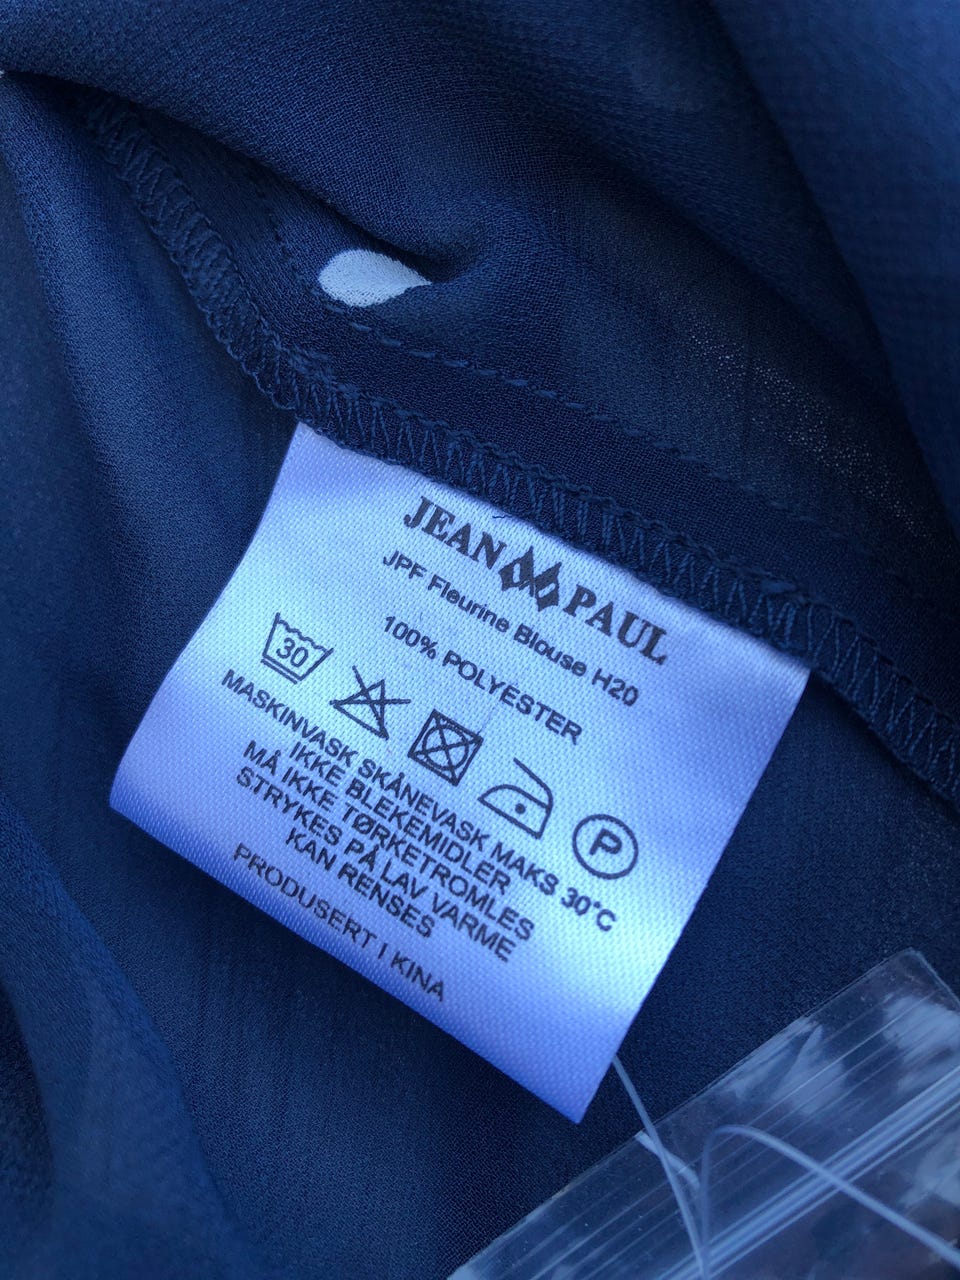 JEAN PAUL
JPF Fleurine Blouse H20
100% POLYESTER
30
P
MASKINVASK SKÅNEVASK MAKS 30°C
IKKE BLEKEMIDLER
MÅ IKKE TØRKETROMLES
STRYKES PÅ LAV VARME
KAN RENSES
PRODUSERT I KINA